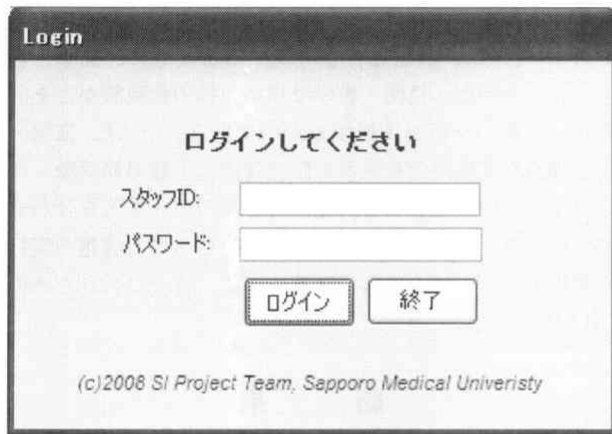 Login
ログインしてください
スタッフID:
パスワード:
ログイン 終了
(c)2008 SI Project Team, Sapporo Medical Univeristy